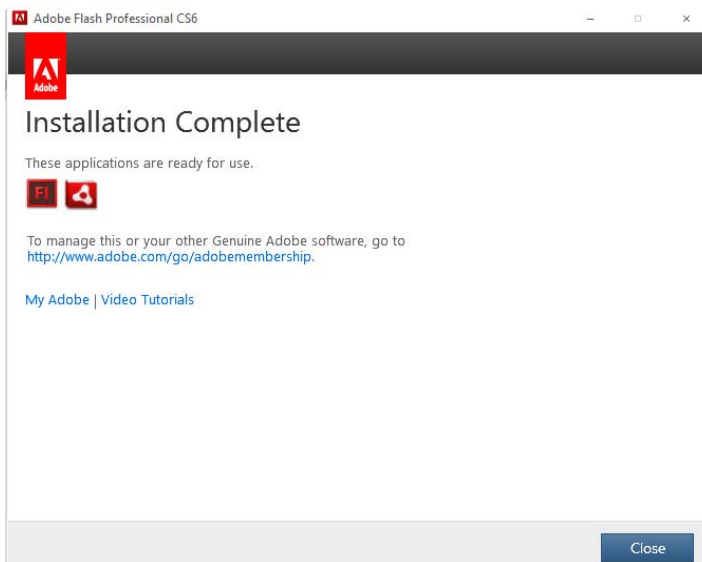 Adobe Flash Professional CS6
Adobe
Installation Complete
These applications are ready for use.
Fl
To manage this or your other Genuine Adobe software, go to
http://www.adobe.com/go/adobemembership.
My Adobe | Video Tutorials
Close